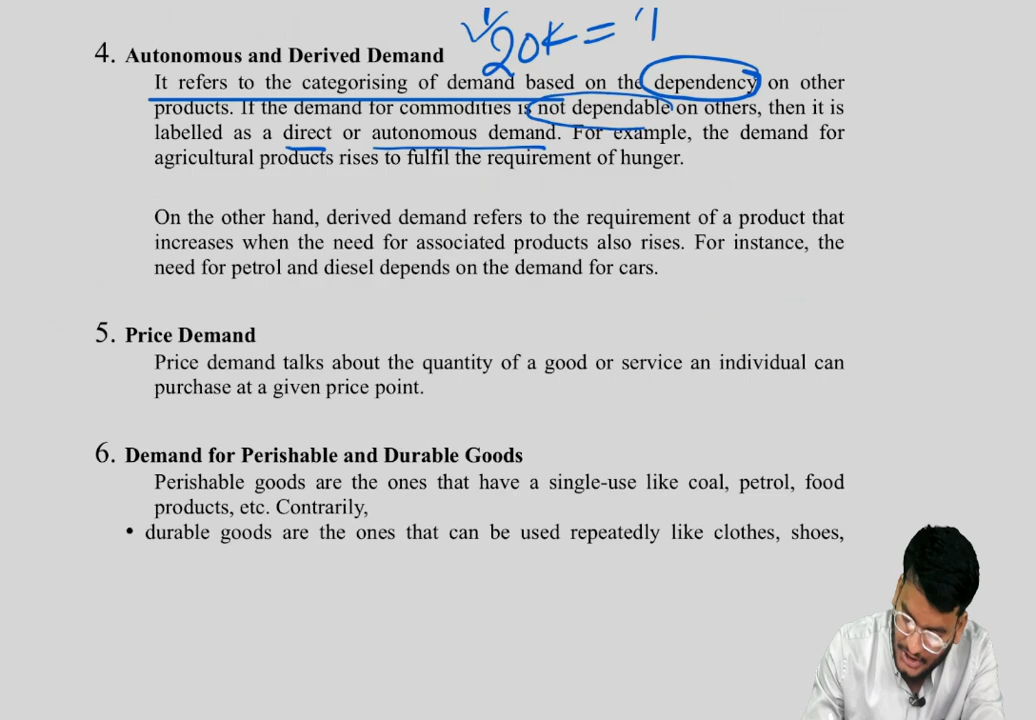 20K =
4. Autonomous and Derived Demand
It refers to the categorising of demand based on the dependency on other
products. If the demand for commodities is not dependable on others, then it is
labelled as a direct or autonomous demand. For example, the demand for
agricultural products rises to fulfil the requirement of hunger.
On the other hand, derived demand refers to the requirement of a product that
increases when the need for associated products also rises. For instance, the
need for petrol and diesel depends on the demand for cars.
5. Price Demand
Price demand talks about the quantity of a good or service an individual can
purchase at a given price point.
6. Demand for Perishable and Durable Goods
Perishable goods are the ones that have a single-use like coal, petrol, food
products, etc. Contrarily,
• durable goods are the ones that can be used repeatedly like clothes, shoes,